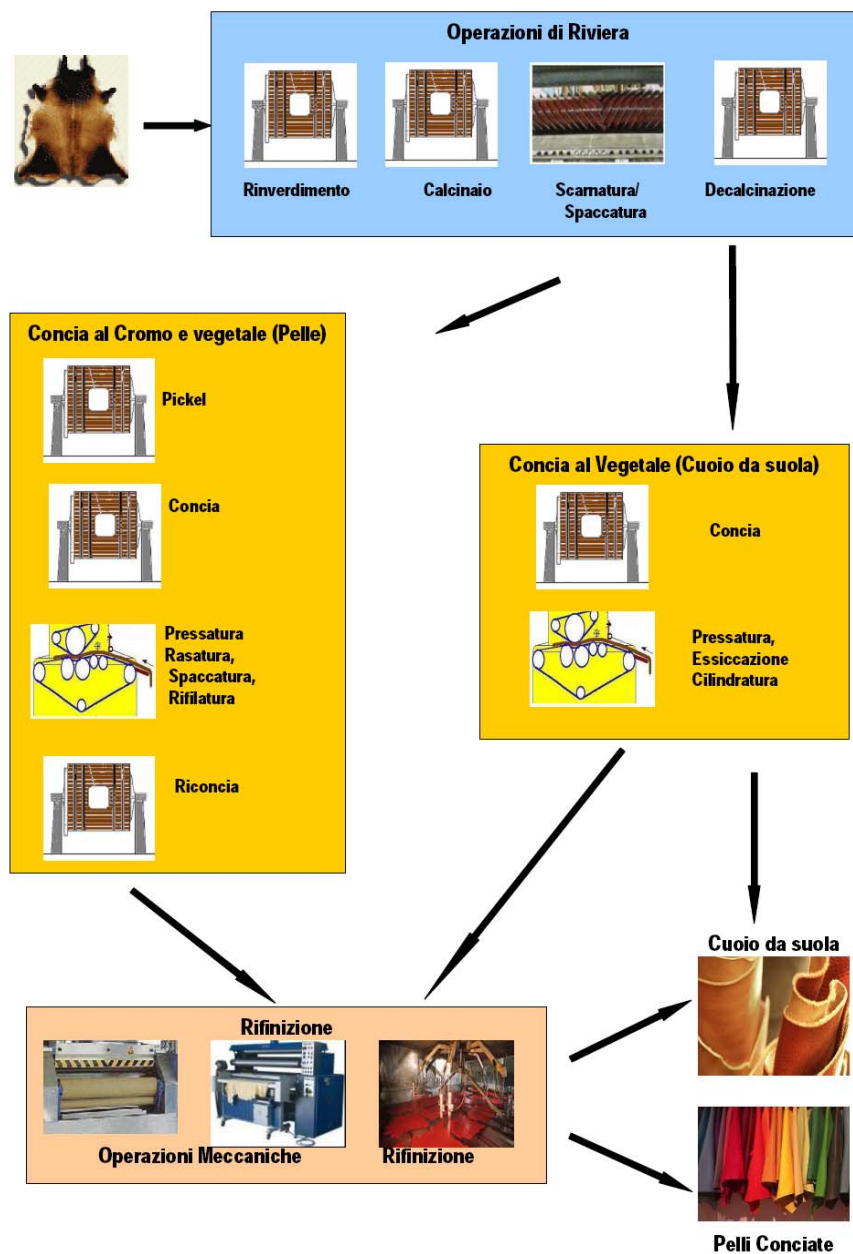 Operazioni di Riviera
Rinverdimento
Calcinaio
Scarnatura/
Spaccatura
Decalcinazione
Concia al Cromo e vegetale (Pelle)
Pickel
Concia
Pressatura
Rasatura,
Spaccatura,
Rifilatura
Riconcia
Concia al Vegetale (Cuoio da suola)
Concia
Pressatura,
Essiccazione
Cilindratura
Rifinizione
Operazioni Meccaniche
Rifinizione
Cuoio da suola
Pelli Conciate